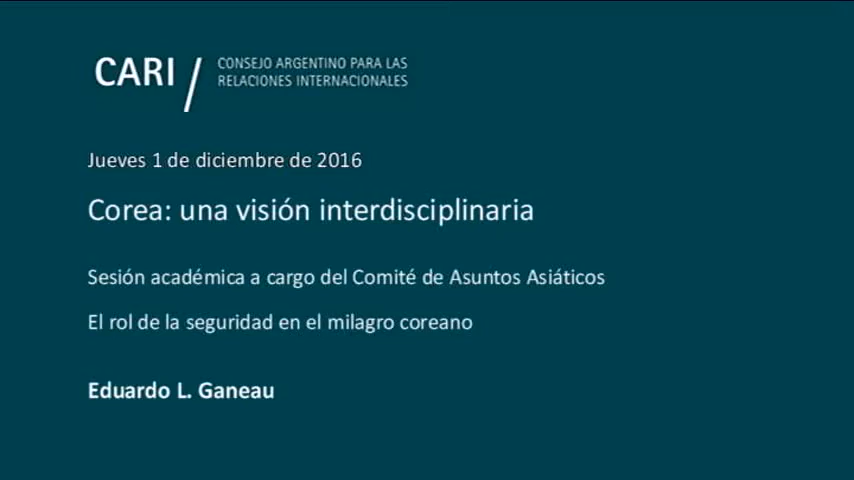 CARI
CONSEJO ARGENTINO PARA LAS
RELACIONES INTERNACIONALES
Jueves 1 de diciembre de 2016
Corea: una visión interdisciplinaria
Sesión académica a cargo del Comité de Asuntos Asiáticos
El rol de la seguridad en el milagro coreano
Eduardo L. Ganeau